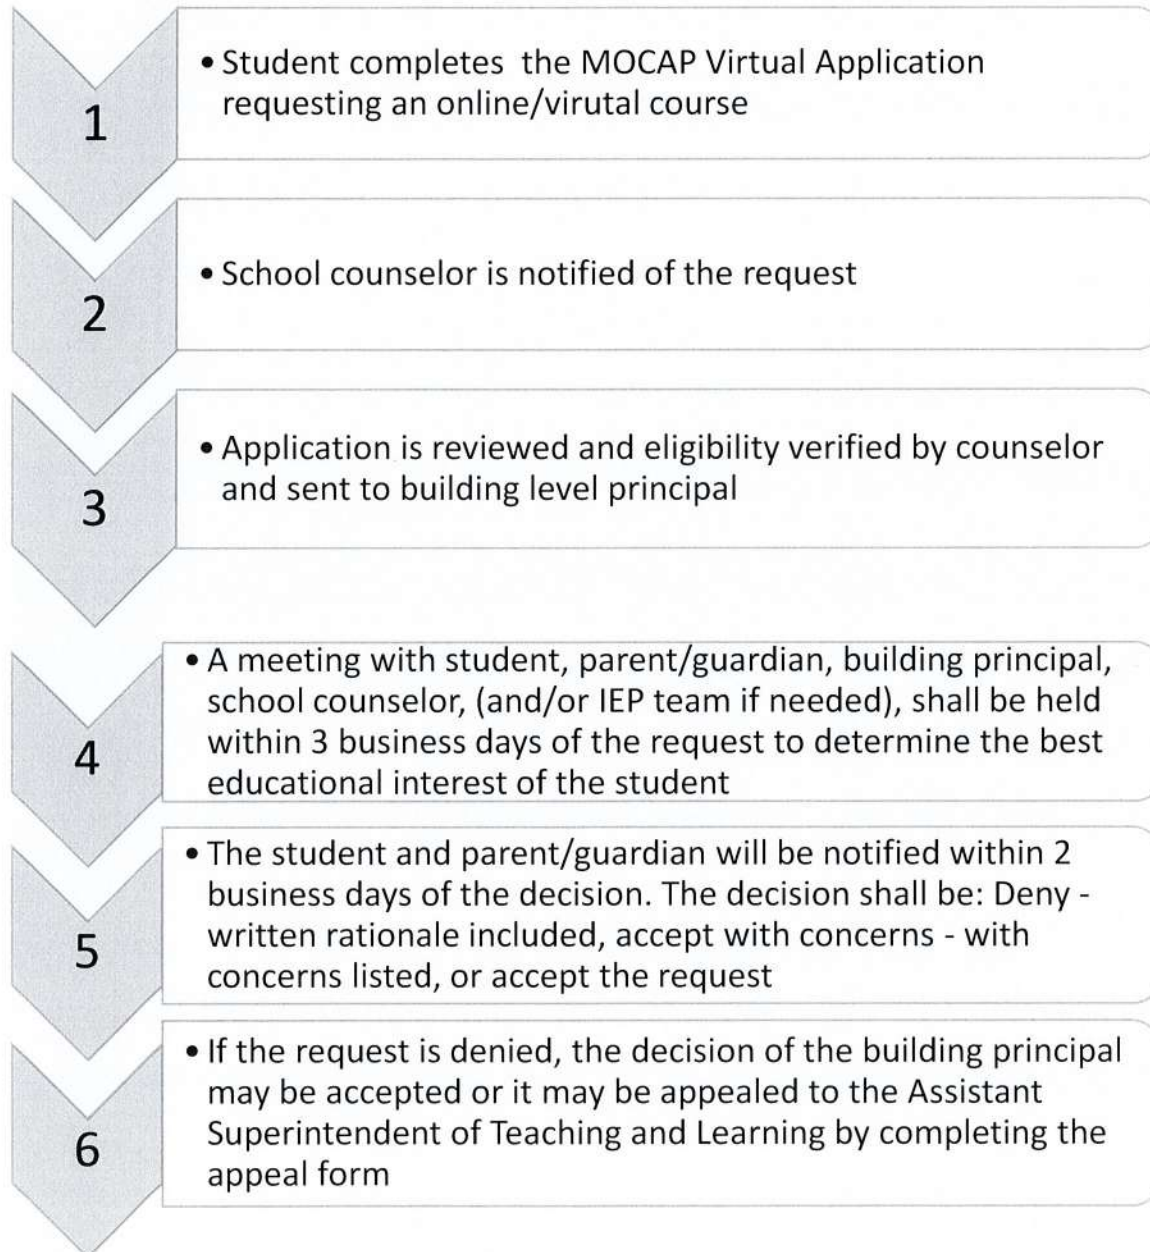 1
• Student completes the MOCAP Virtual Application
requesting an online/virutal course
2
• School counselor is notified of the request
3
• Application is reviewed and eligibility verified by counselor
and sent to building level principal
4
• A meeting with student, parent/guardian, building principal,
school counselor, (and/or IEP team if needed), shall be held
within 3 business days of the request to determine the best
educational interest of the student
5
• The student and parent/guardian will be notified within 2
business days of the decision. The decision shall be: Deny -
written rationale included, accept with concerns - with
concerns listed, or accept the request
6
• If the request is denied, the decision of the building principal
may be accepted or it may be appealed to the Assistant
Superintendent of Teaching and Learning by completing the
appeal form